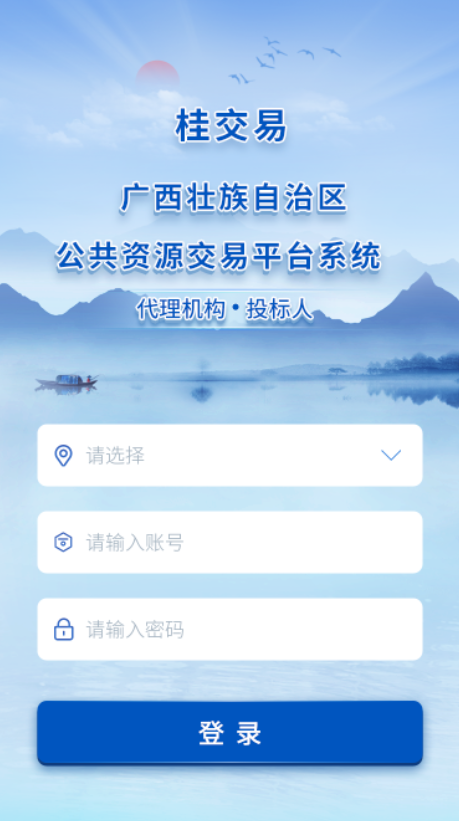 桂交易
广西壮族自治区
公共资源交易平台系统
代理机构·投标人
请选择
请输入账号
请输入密码
登录